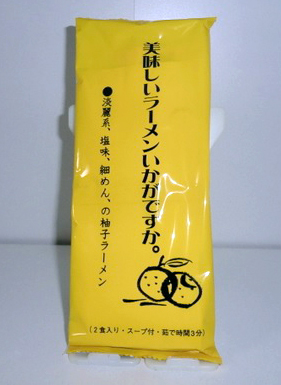 美味しいラーメンいかがですか。
●淡麗系、塩味、細めん、の柚子ラーメン
(2食入り・スープ付・茹で時間3分)